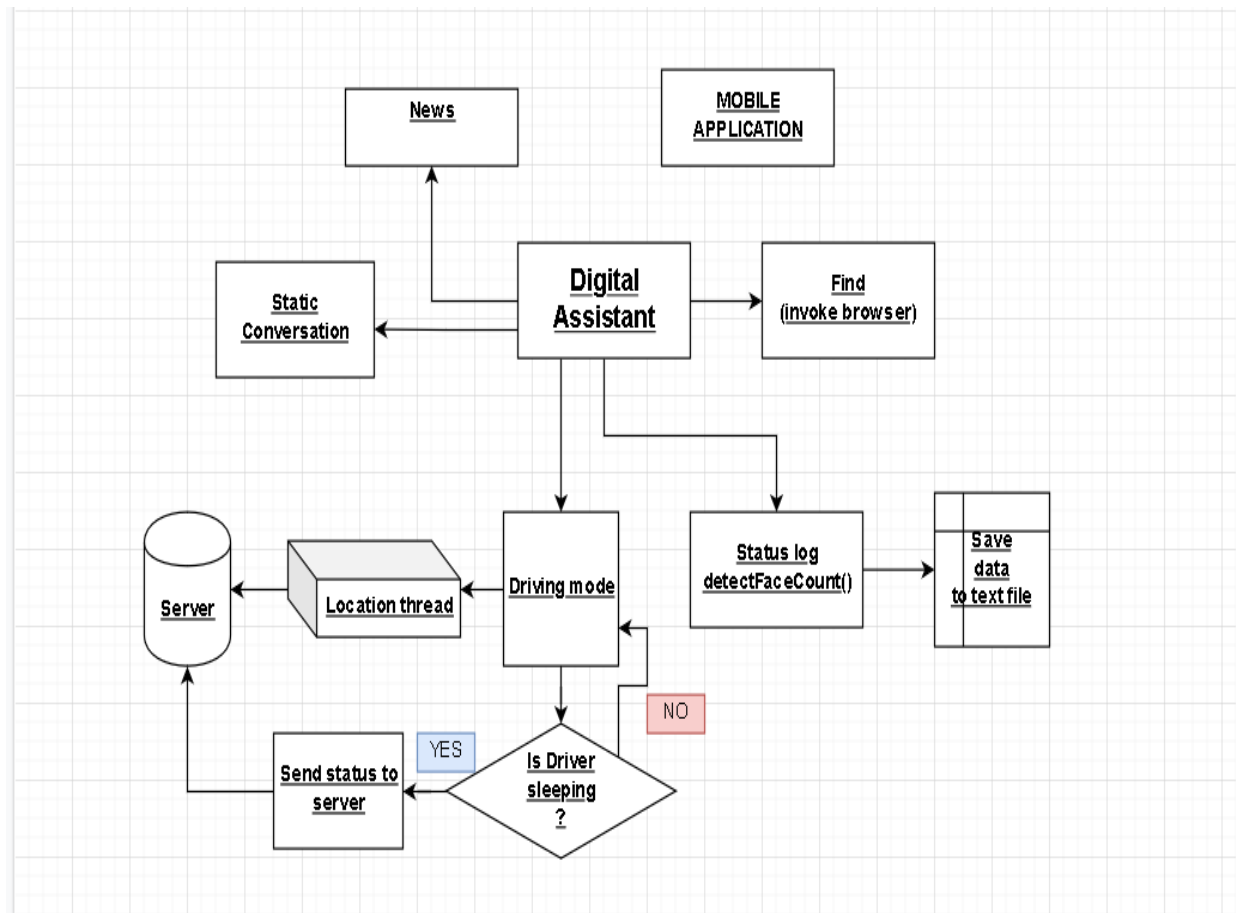 News
MOBILE
APPLICATION
Static
Conversation
Digital
Assistant
Find
(invoke browser)
Server
Location thread
Driving mode
Status log
detectFaceCount()
Save
data
to text file
NO
YES
Send status to
server
Is Driver
sleeping
?